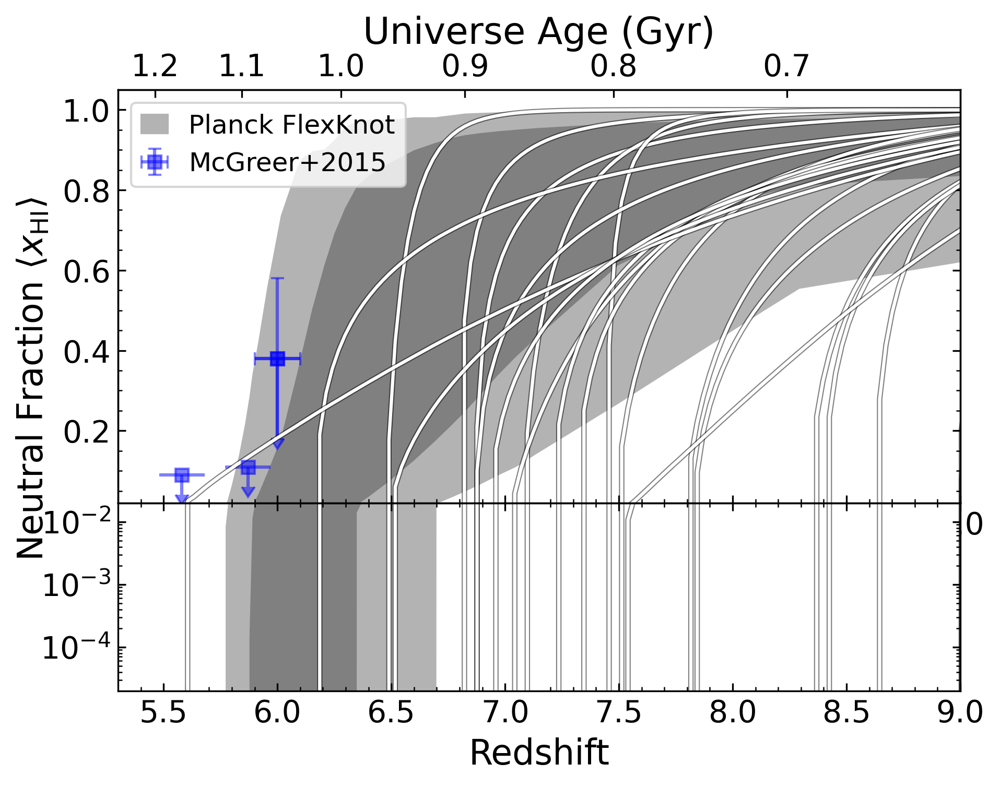 Universe Age (Gyr)
1.2 1.1 1.0 0.9 0.8 0.7
1.0
Planck FlexKnot
McGreer+2015
0.8
0.6
0.4
0.2
Neutral Fraction ⟨x_HI⟩
10⁻² 0
10⁻³
10⁻⁴
5.5 6.0 6.5 7.0 7.5 8.0 8.5 9.0
Redshift